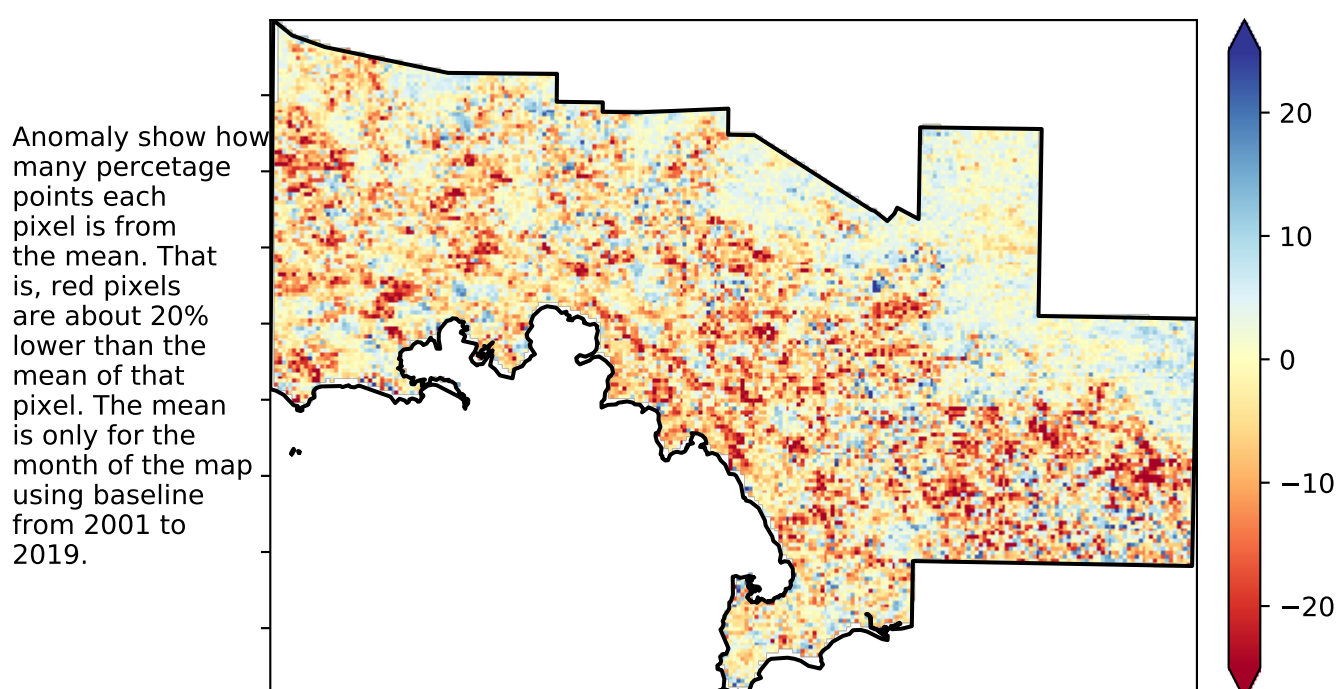 Anomaly show how
many percetage
points each
pixel is from
the mean. That
is, red pixels
are about 20%
lower than the
mean of that
pixel. The mean
is only for the
month of the map
using baseline
from 2001 to
2019.
20
10
0
−10
−20